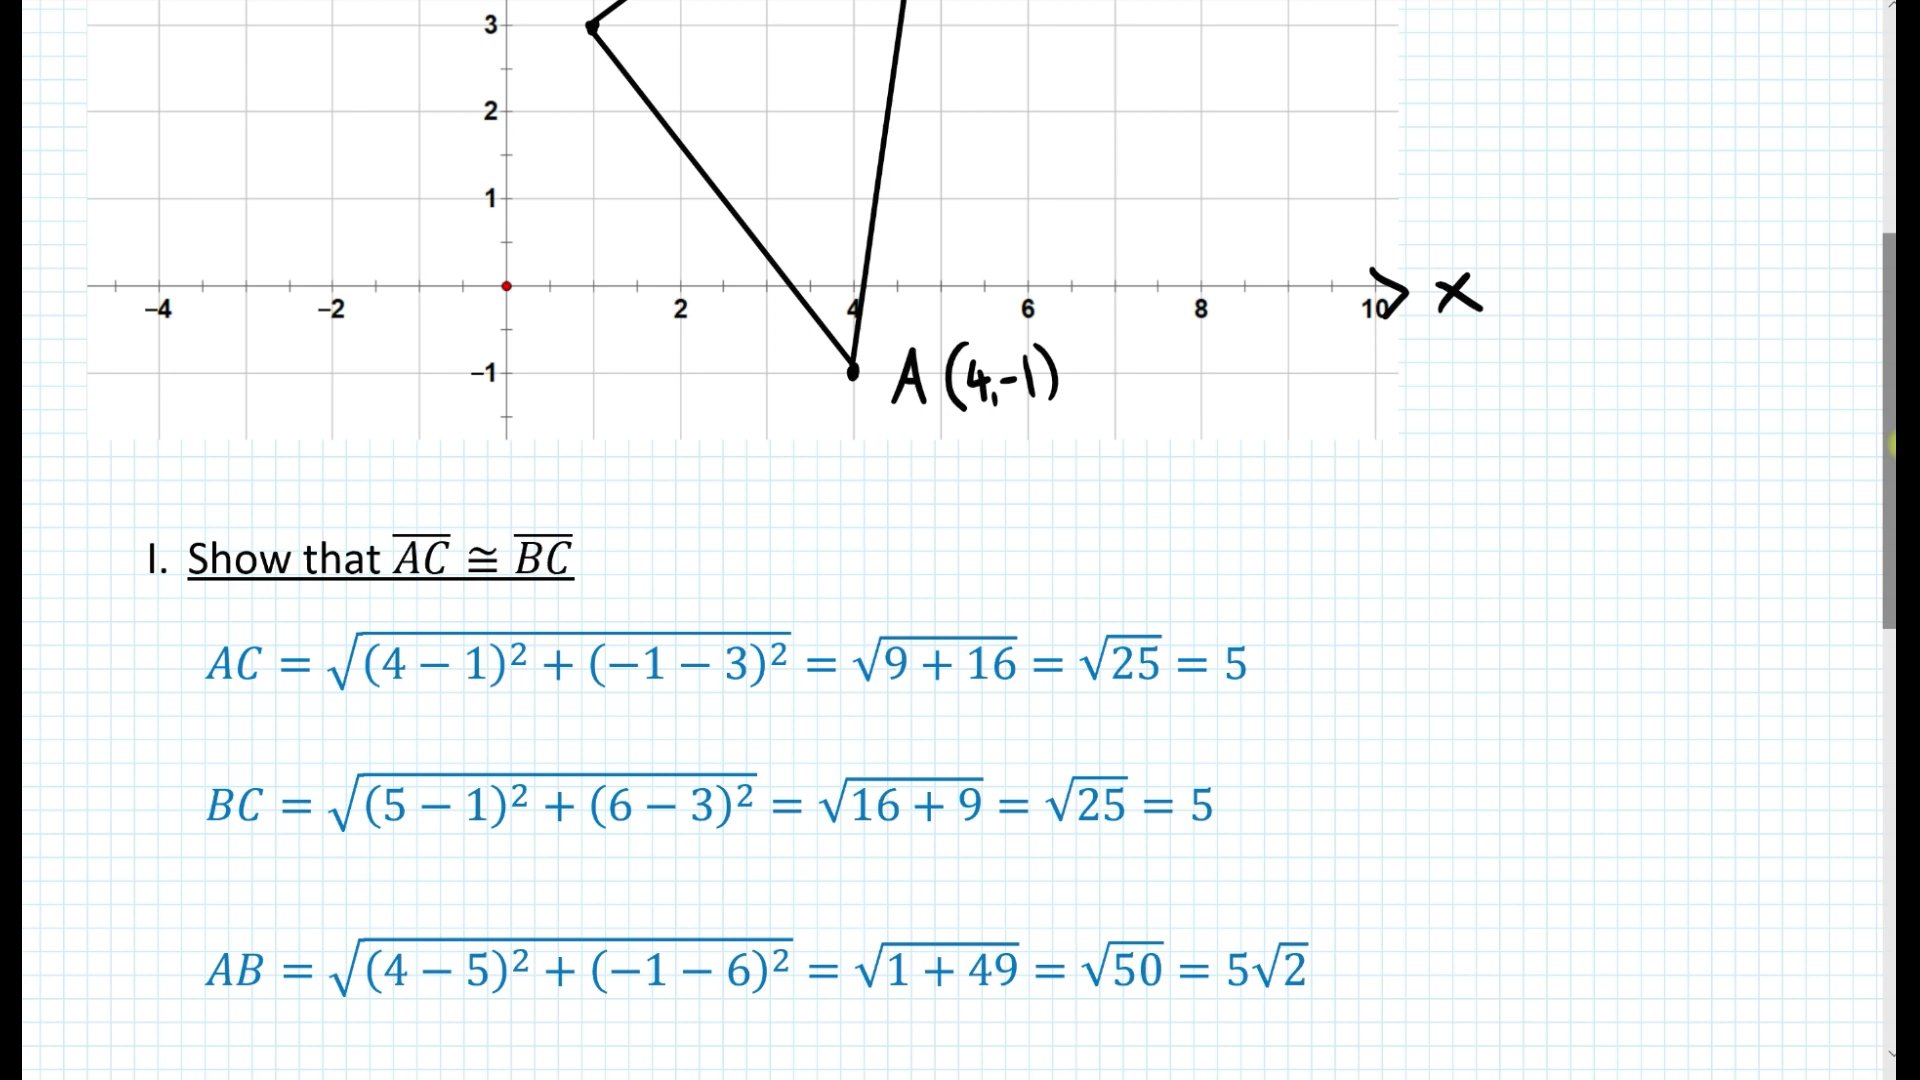 3
2
1
–4 –2 2 4 6 8 10 x
–1 A (4,-1)
I. Show that A̅C̅ ≅ B̅C̅
AC = √((4 − 1)² + (−1 − 3)²) = √(9 + 16) = √25 = 5
BC = √((5 − 1)² + (6 − 3)²) = √(16 + 9) = √25 = 5
AB = √((4 − 5)² + (−1 − 6)²) = √(1 + 49) = √50 = 5√2